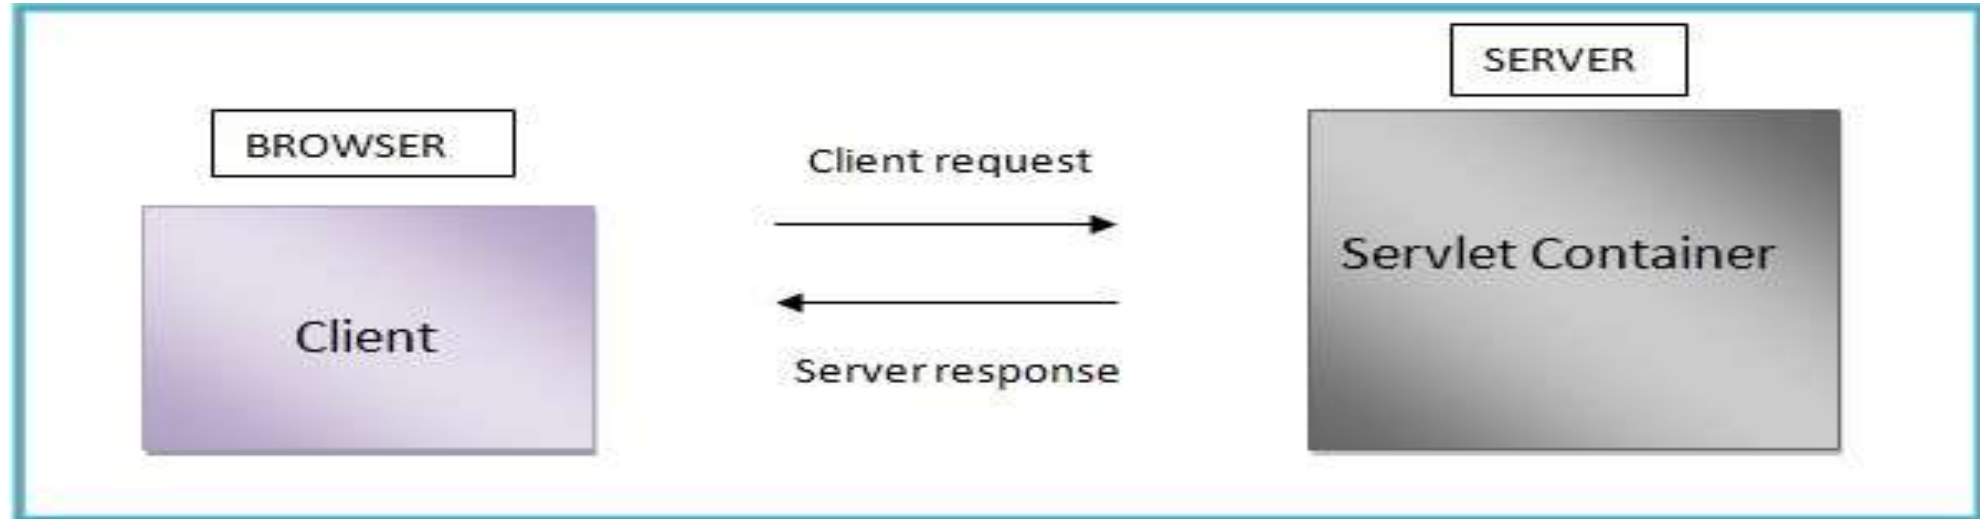 SERVER
BROWSER
Client request
Servlet Container
Client
Server response